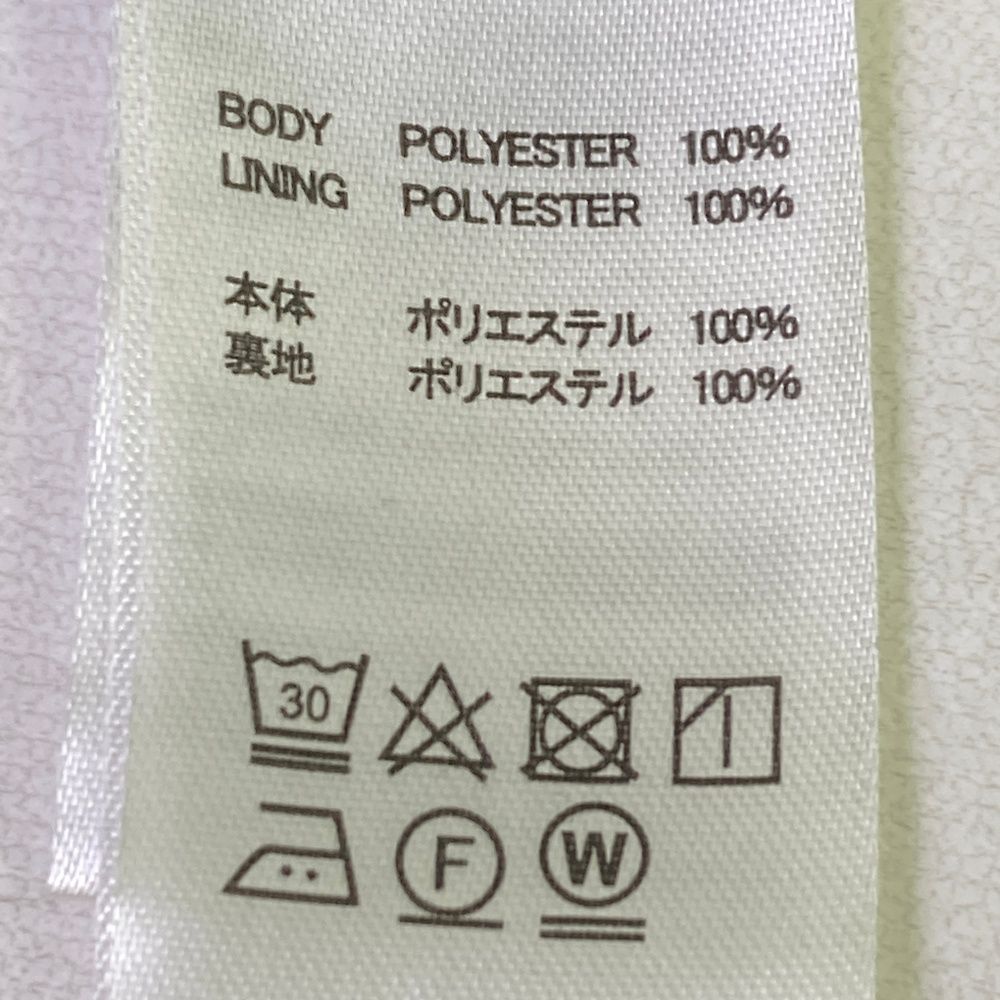 BODY POLYESTER 100%
LINING POLYESTER 100%
本体 ポリエステル 100%
裏地 ポリエステル 100%
30
F W